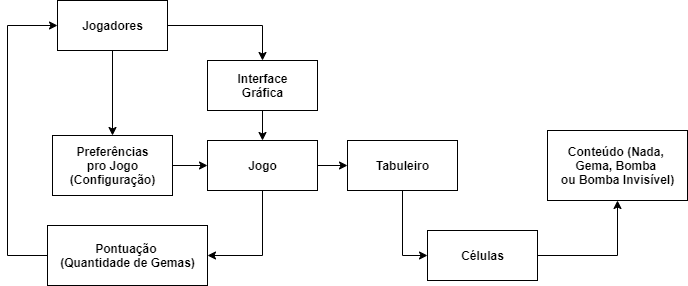 Jogadores
Interface
Gráfica
Preferências
pro Jogo
(Configuração)
Jogo
Tabuleiro
Conteúdo (Nada,
Gema, Bomba
ou Bomba Invisível)
Pontuação
(Quantidade de Gemas)
Células